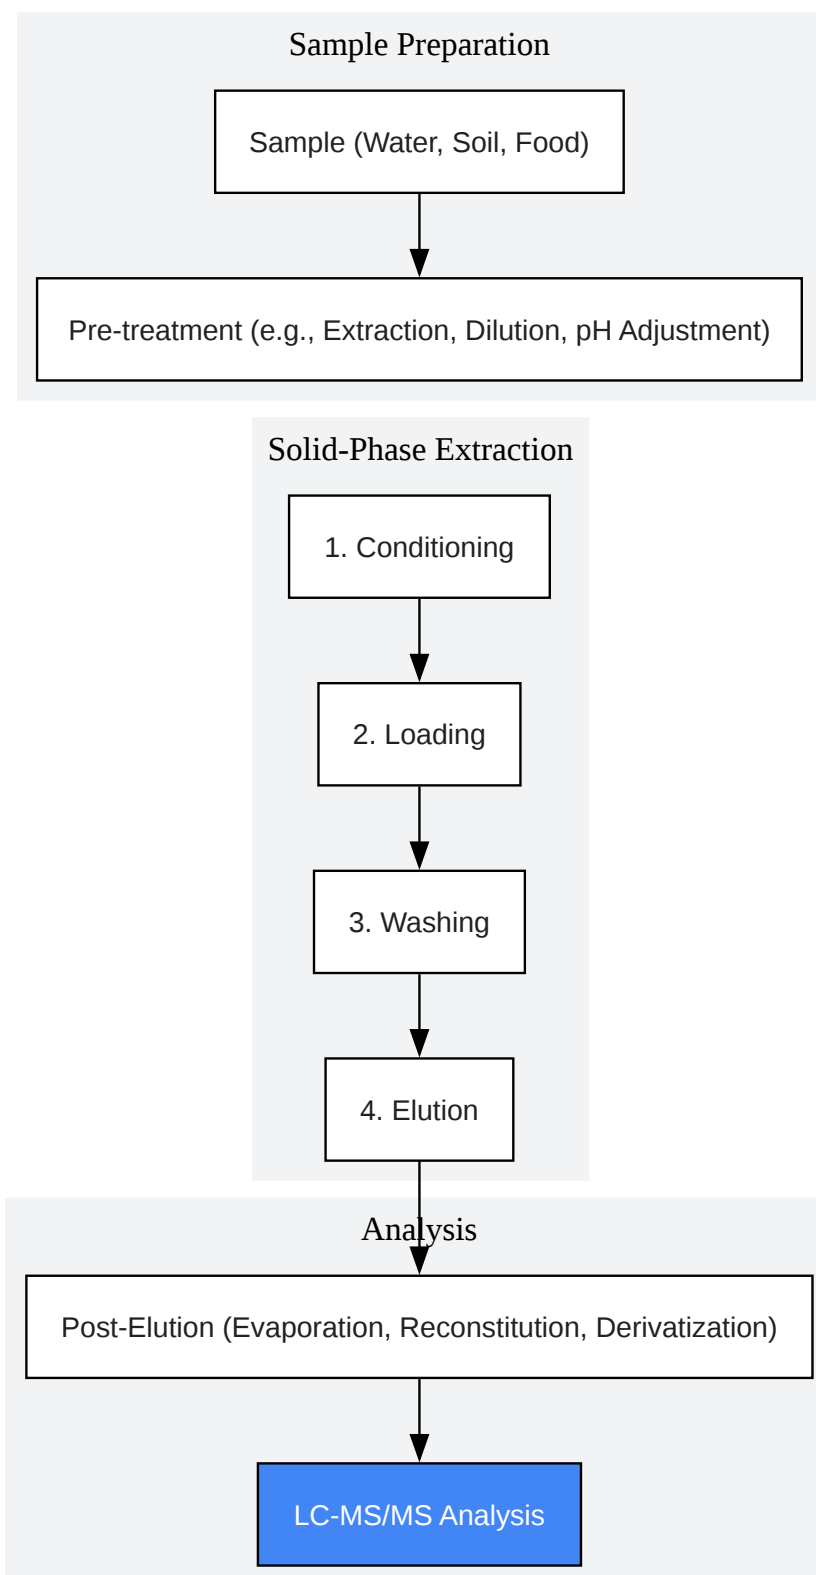 Sample Preparation
Sample (Water, Soil, Food)
Pre-treatment (e.g., Extraction, Dilution, pH Adjustment)
Solid-Phase Extraction
1. Conditioning
2. Loading
3. Washing
4. Elution
Analysis
Post-Elution (Evaporation, Reconstitution, Derivatization)
LC-MS/MS Analysis